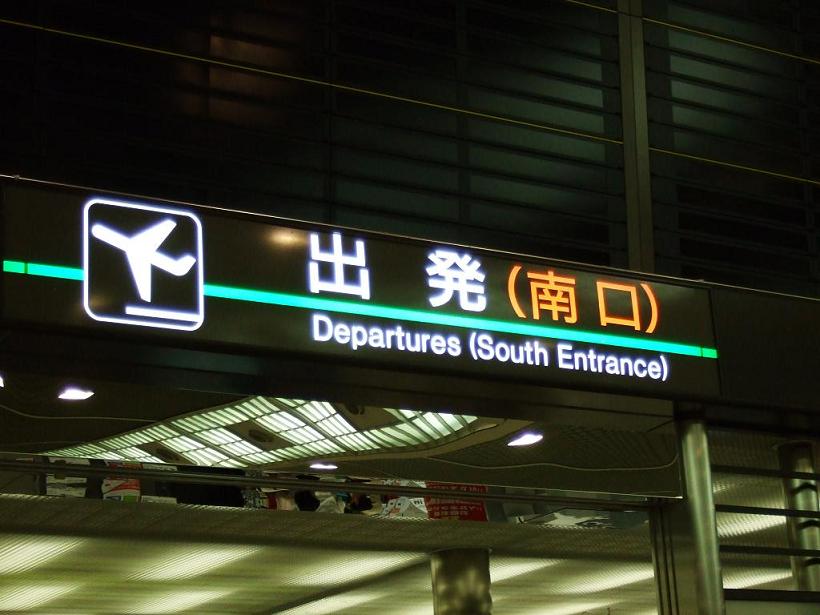 出発（南口）
Departures (South Entrance)